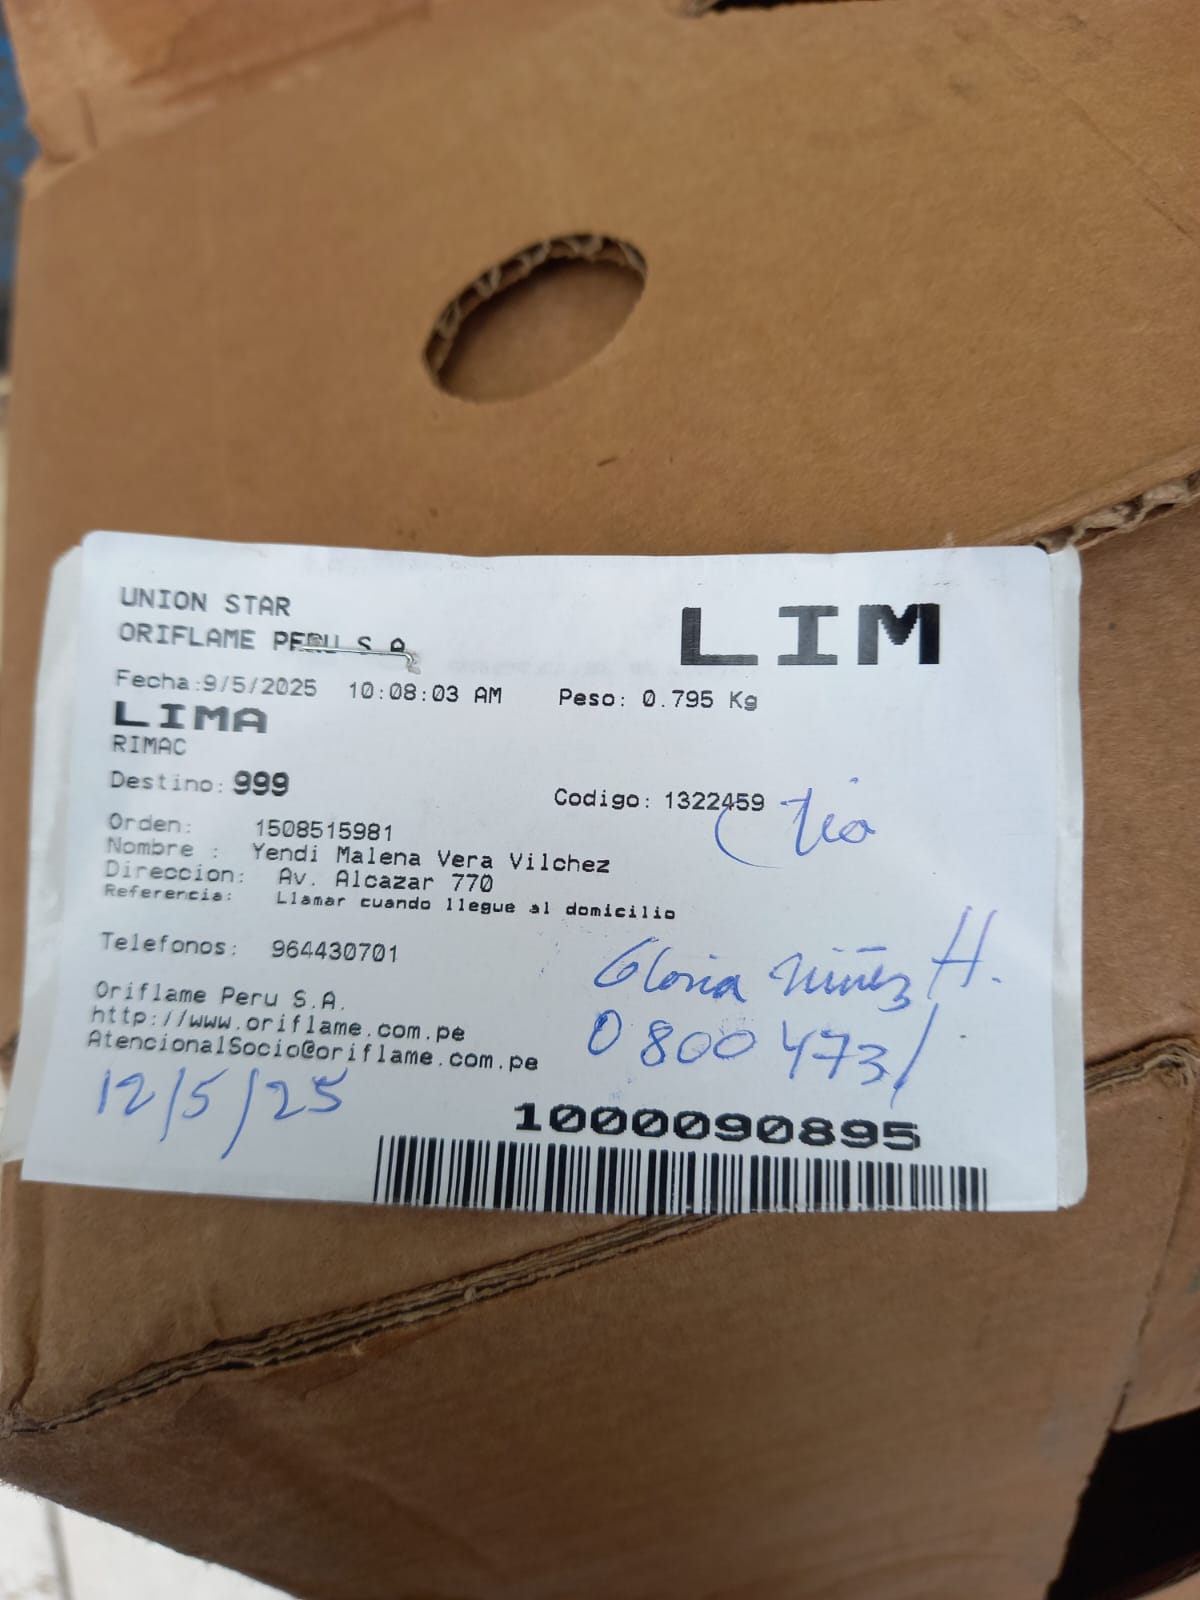 UNION STAR
ORIFLAME PERU S.A.
LIM
Fecha:9/5/2025 10:08:03 AM Peso: 0.795 Kg
LIMA
RIMAC
Destino: 999
Codigo: 1322459
tía
Orden: 1508515981
Nombre : Yendi Malena Vera Vilchez
Direccion: Av. Alcazar 770
Referencia: Llamar cuando llegue al domicilio
Telefonos: 964430701
Gloria Núñez H.
Oriflame Peru S.A.
http://www.oriflame.com.pe
AtencionalSocio@oriflame.com.pe
08004731
12/5/25
1000090895